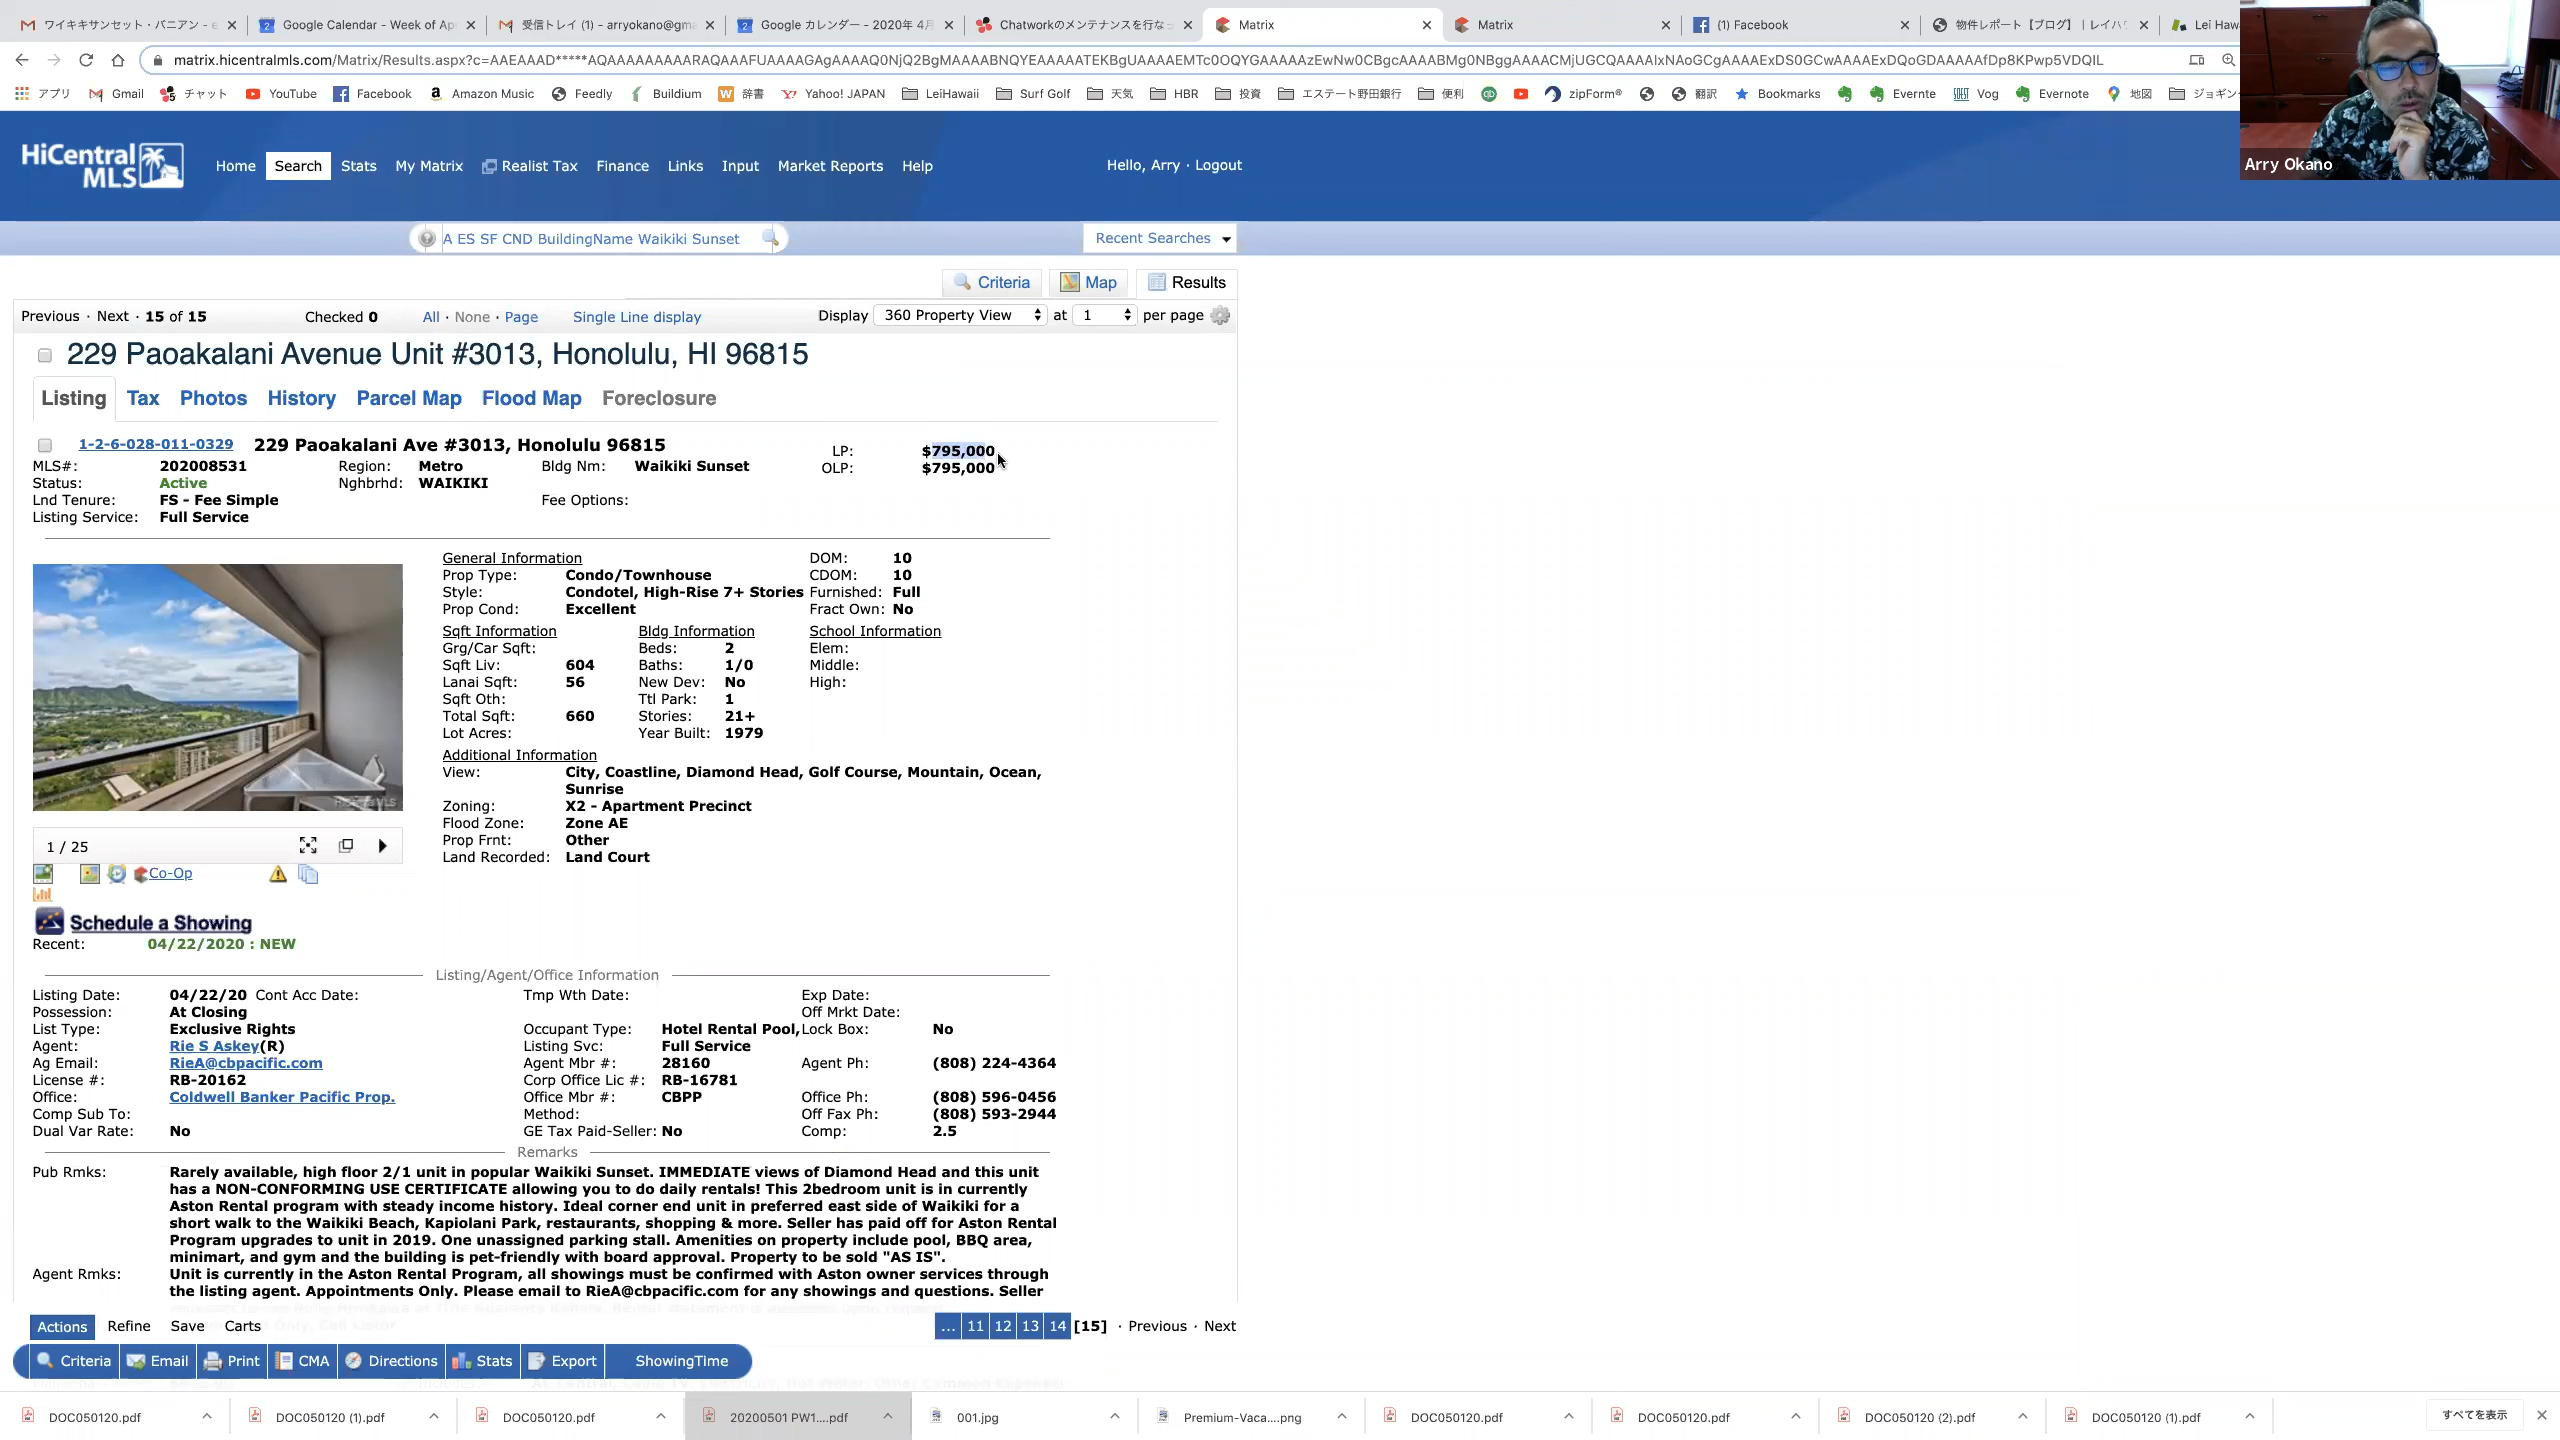 ワイキキサンセット・バニアン - e
Google Calendar - Week of Ap
受信トレイ (1) - arryokano@gma
Google カレンダー - 2020年 4月
Chatworkのメンテナンスを行なっ
Matrix
Matrix
(1) Facebook
物件レポート【ブログ】 | レイハワ
Lei Haw
matrix.hicentralmls.com/Matrix/Results.aspx?c=
アプリ Gmail チャット YouTube Facebook Amazon Music Feedly Buildium 辞書 Yahoo! JAPAN LeiHawaii Surf Golf 天気 HBR 投資 エステート野田銀行 便利 zipForm® 翻訳 Bookmarks Evernte Vog Evernote 地図 ジョギン
Arry Okano
HiCentral MLS
Home Search Stats My Matrix Realist Tax Finance Links Input Market Reports Help
Hello, Arry · Logout
A ES SF CND BuildingName Waikiki Sunset
Recent Searches
Criteria Map Results
Previous · Next · 15 of 15 Checked 0 All · None · Page Single Line display Display 360 Property View at 1 per page
229 Paoakalani Avenue Unit #3013, Honolulu, HI 96815
Listing Tax Photos History Parcel Map Flood Map Foreclosure
1-2-6-028-011-0329 229 Paoakalani Ave #3013, Honolulu 96815 LP: $795,000
MLS#: 202008531 Region: Metro Bldg Nm: Waikiki Sunset OLP: $795,000
Status: Active Nghbrhd: WAIKIKI
Lnd Tenure: FS - Fee Simple Fee Options:
Listing Service: Full Service
General Information DOM: 10
Prop Type: Condo/Townhouse CDOM: 10
Style: Condotel, High-Rise 7+ Stories Furnished: Full
Prop Cond: Excellent Fract Own: No
Sqft Information Bldg Information School Information
Grg/Car Sqft: Beds: 2 Elem:
Sqft Liv: 604 Baths: 1/0 Middle:
Lanai Sqft: 56 New Dev: No High:
Sqft Oth: Ttl Park: 1
Total Sqft: 660 Stories: 21+
Lot Acres: Year Built: 1979
Additional Information
View: City, Coastline, Diamond Head, Golf Course, Mountain, Ocean,
Sunrise
Zoning: X2 - Apartment Precinct
Flood Zone: Zone AE
Prop Frnt: Other
Land Recorded: Land Court
1 / 25
Co-Op
Schedule a Showing
Recent: 04/22/2020 : NEW
Listing/Agent/Office Information
Listing Date: 04/22/20 Cont Acc Date: Tmp Wth Date: Exp Date:
Possession: At Closing Off Mrkt Date:
List Type: Exclusive Rights Occupant Type: Hotel Rental Pool, Lock Box: No
Agent: Rie S Askey(R) Listing Svc: Full Service
Ag Email: RieA@cbpacific.com Agent Mbr #: 28160 Agent Ph: (808) 224-4364
License #: RB-20162 Corp Office Lic #: RB-16781
Office: Coldwell Banker Pacific Prop. Office Mbr #: CBPP Office Ph: (808) 596-0456
Comp Sub To: Method: Off Fax Ph: (808) 593-2944
Dual Var Rate: No GE Tax Paid-Seller: No Comp: 2.5
Remarks
Pub Rmks: Rarely available, high floor 2/1 unit in popular Waikiki Sunset. IMMEDIATE views of Diamond Head and this unit
has a NON-CONFORMING USE CERTIFICATE allowing you to do daily rentals! This 2bedroom unit is in currently
Aston Rental program with steady income history. Ideal corner end unit in preferred east side of Waikiki for a
short walk to the Waikiki Beach, Kapiolani Park, restaurants, shopping & more. Seller has paid off for Aston Rental
Program upgrades to unit in 2019. One unassigned parking stall. Amenities on property include pool, BBQ area,
minimart, and gym and the building is pet-friendly with board approval. Property to be sold "AS IS".
Agent Rmks: Unit is currently in the Aston Rental Program, all showings must be confirmed with Aston owner services through
the listing agent. Appointments Only. Please email to RieA@cbpacific.com for any showings and questions. Seller
Actions Refine Save Carts
... 11 12 13 14 [15] · Previous · Next
Criteria Email Print CMA Directions Stats Export ShowingTime
DOC050120.pdf
DOC050120 (1).pdf
DOC050120.pdf
20200501 PW1....pdf
001.jpg
Premium-Vaca....png
DOC050120.pdf
DOC050120.pdf
DOC050120 (2).pdf
DOC050120 (1).pdf
すべてを表示